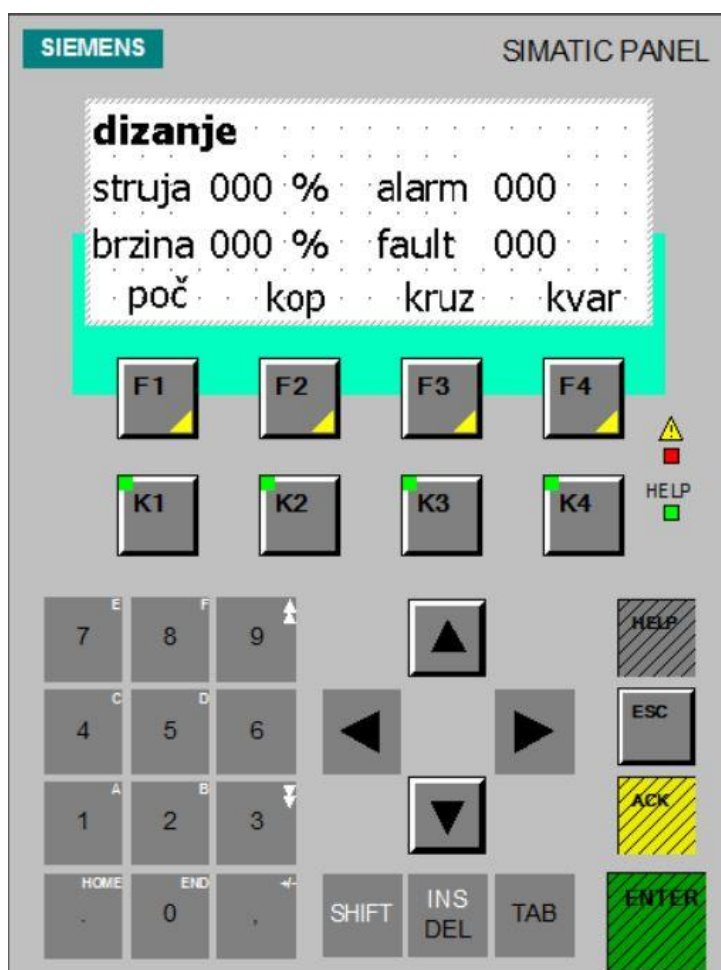 SIEMENS SIMATIC PANEL
dizanje
struja 000 % alarm 000
brzina 000 % fault 000
poč kop kruz kvar
F1 F2 F3 F4
K1 K2 K3 K4
HELP
E F
7 8 9 HELP
C D
4 5 6 ESC
A B
1 2 3 ACK
HOME END +/-
. 0 , SHIFT INS DEL TAB ENTER